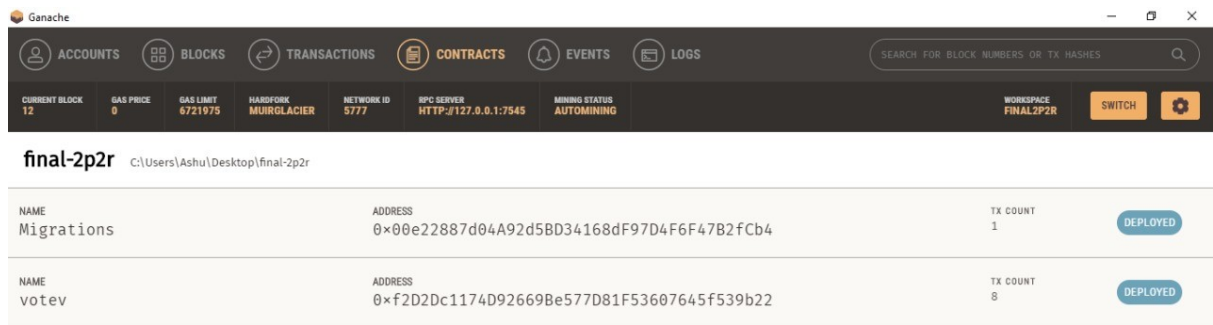 Ganache
ACCOUNTS BLOCKS TRANSACTIONS CONTRACTS EVENTS LOGS SEARCH FOR BLOCK NUMBERS OR TX HASHES
CURRENT BLOCK GAS PRICE GAS LIMIT HARDFORK NETWORK ID RPC SERVER MINING STATUS WORKSPACE
12 0 6721975 MUIRGLACIER 5777 HTTP://127.0.0.1:7545 AUTOMINING FINAL2P2R SWITCH
final-2p2r C:\Users\Ashu\Desktop\final-2p2r
NAME ADDRESS TX COUNT
Migrations 0×00e22887d04A92d5BD34168dF97D4F6F47B2fCb4 1 DEPLOYED
NAME ADDRESS TX COUNT
votev 0×f2D2Dc1174D92669Be577D81F53607645f539b22 8 DEPLOYED